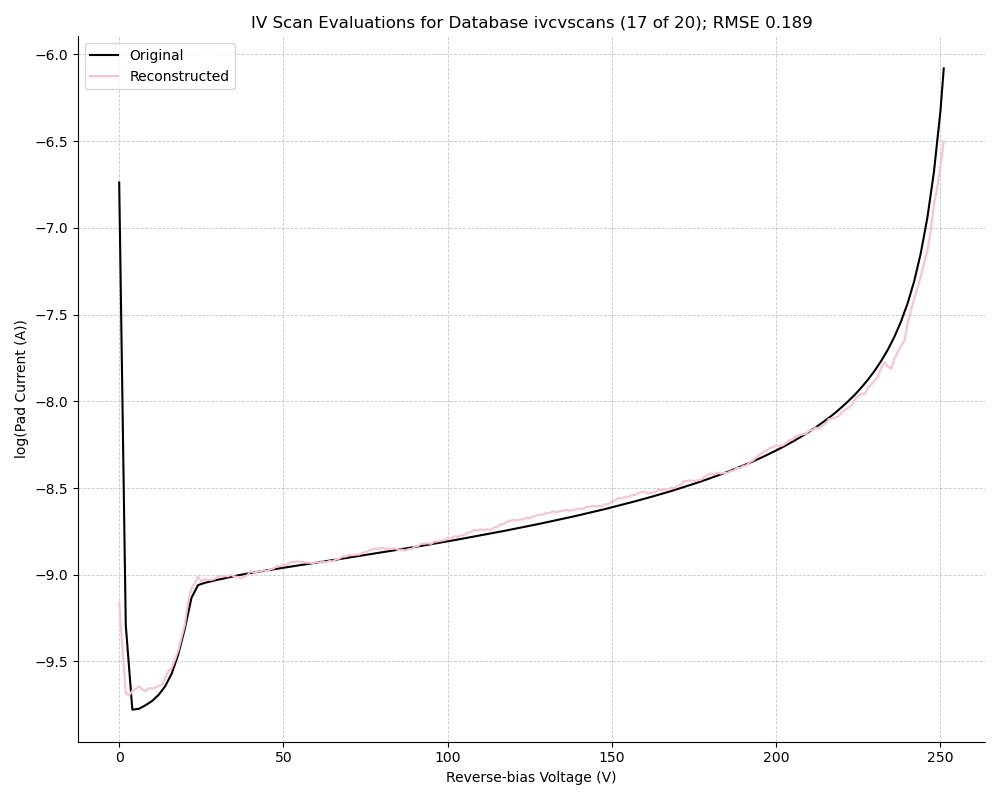 IV Scan Evaluations for Database ivcvscans (17 of 20); RMSE 0.189
Original
Reconstructed
−6.0
−6.5
−7.0
−7.5
−8.0
−8.5
−9.0
−9.5
log(Pad Current (A))
0
50
100
150
200
250
Reverse-bias Voltage (V)